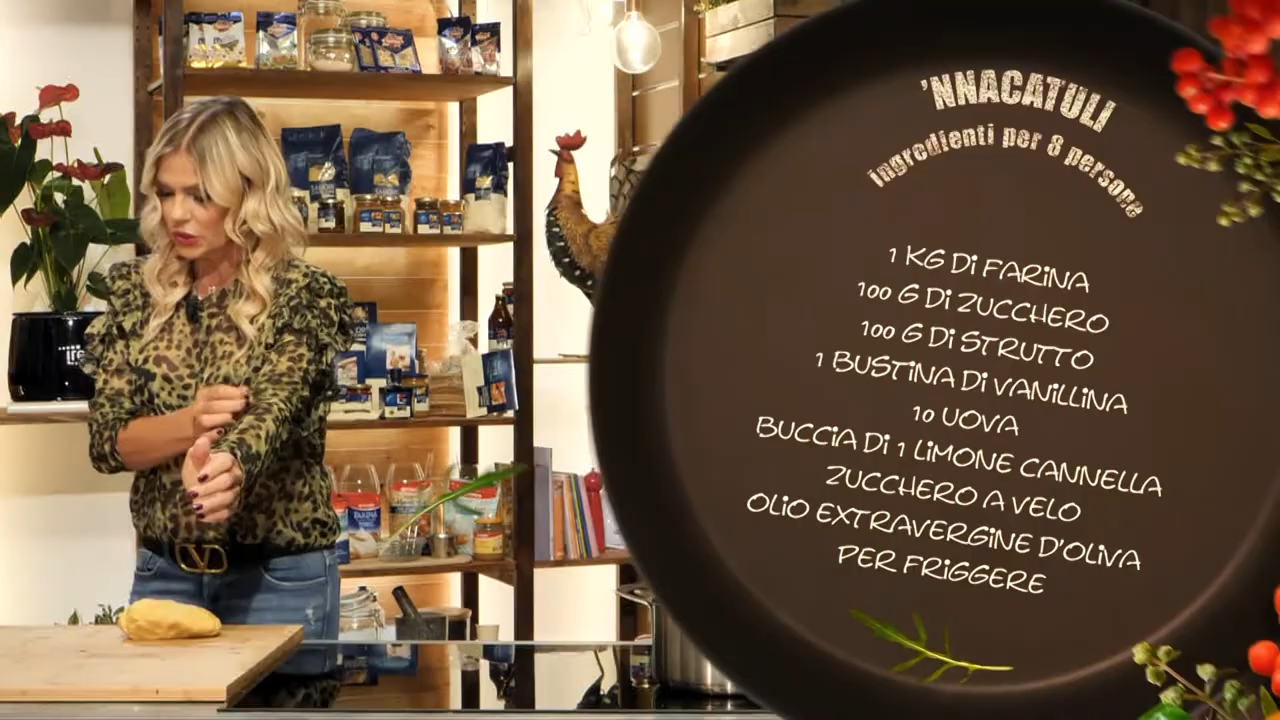 'NNACATULI
ingredienti per 8 persone
1 KG Di FARiNA
100 G Di ZUCCHERO
100 G Di STRUTTO
1 BUSTiNA Di VANiLLiNA
10 UOVA
BUCCiA Di 1 LiMONE CANNELLA
ZUCCHERO A VELO
OLiO EXTRAVERGiNE D'OLiVA
PER FRiGGERE